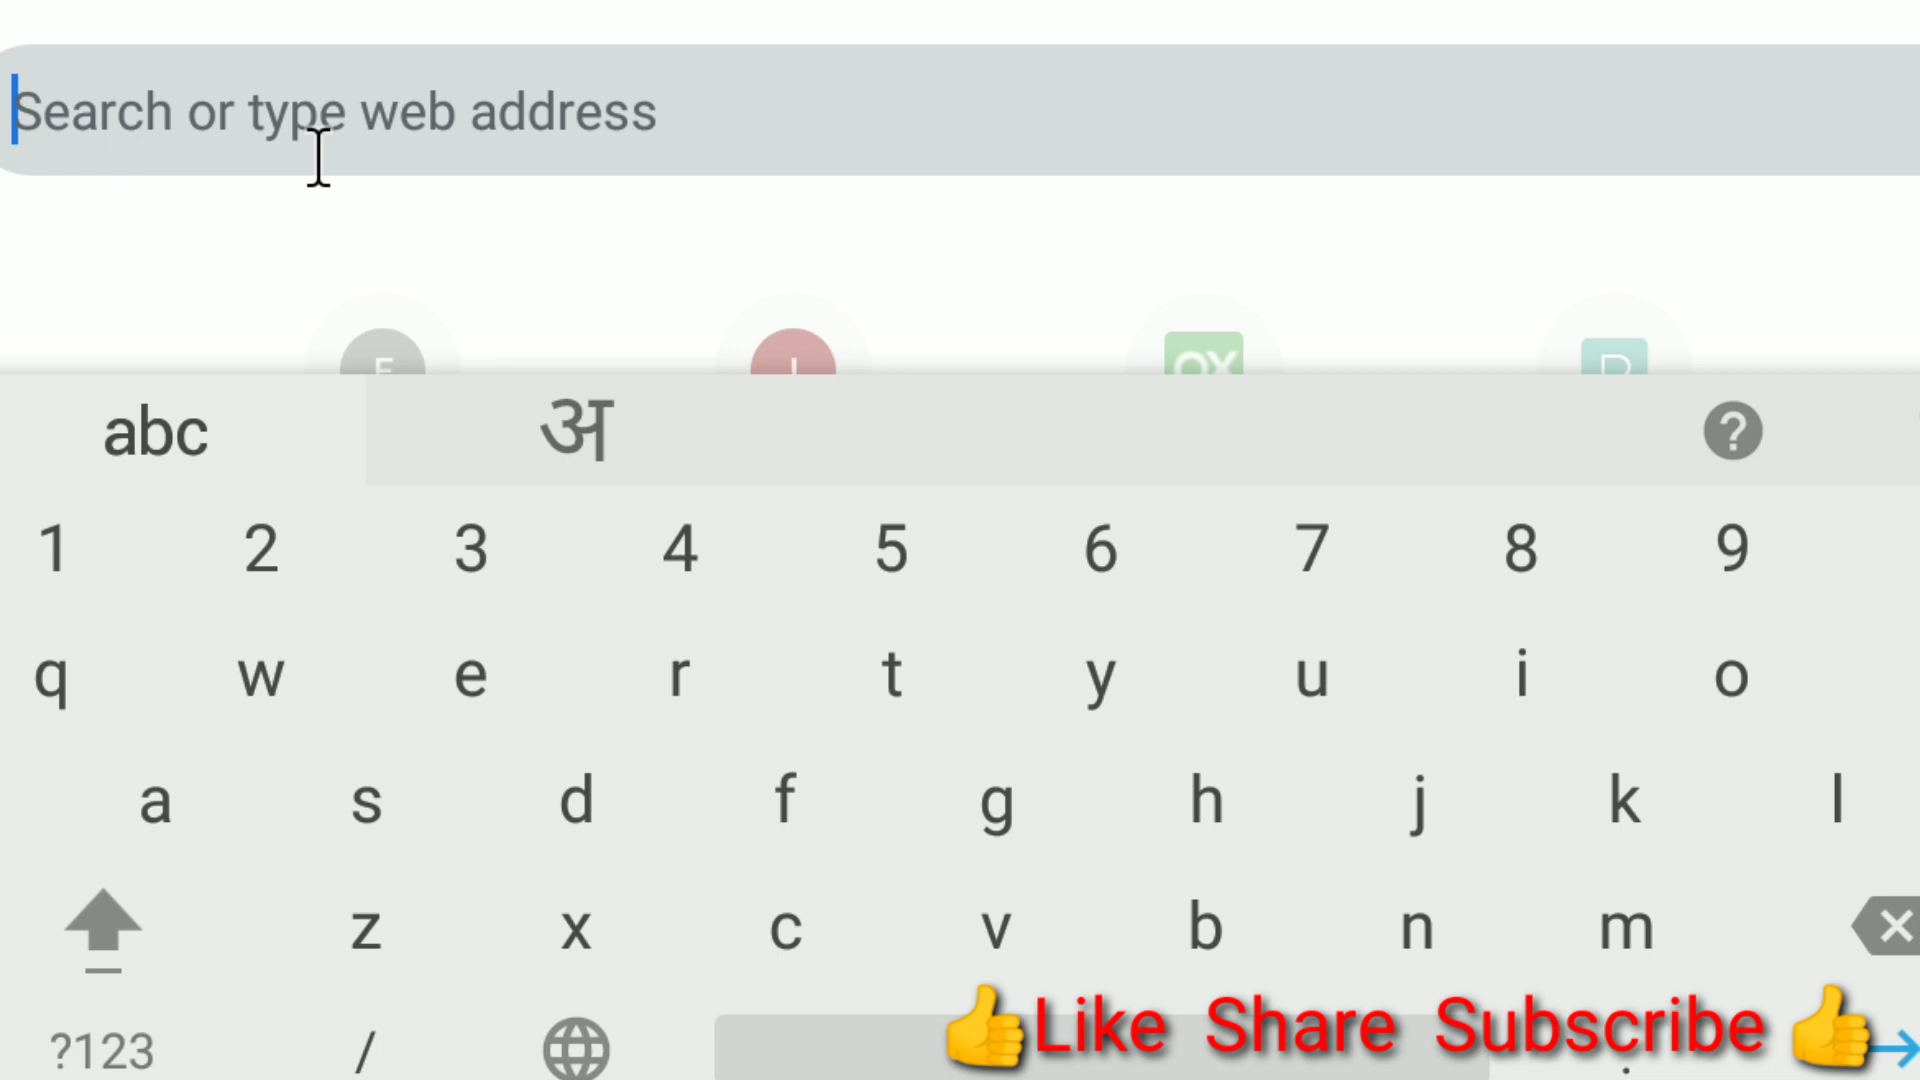 Search or type web address
E L OX
abc अ ?
1 2 3 4 5 6 7 8 9
q w e r t y u i o
a s d f g h j k l
z x c v b n m
?123 / .
👍Like Share Subscribe 👍